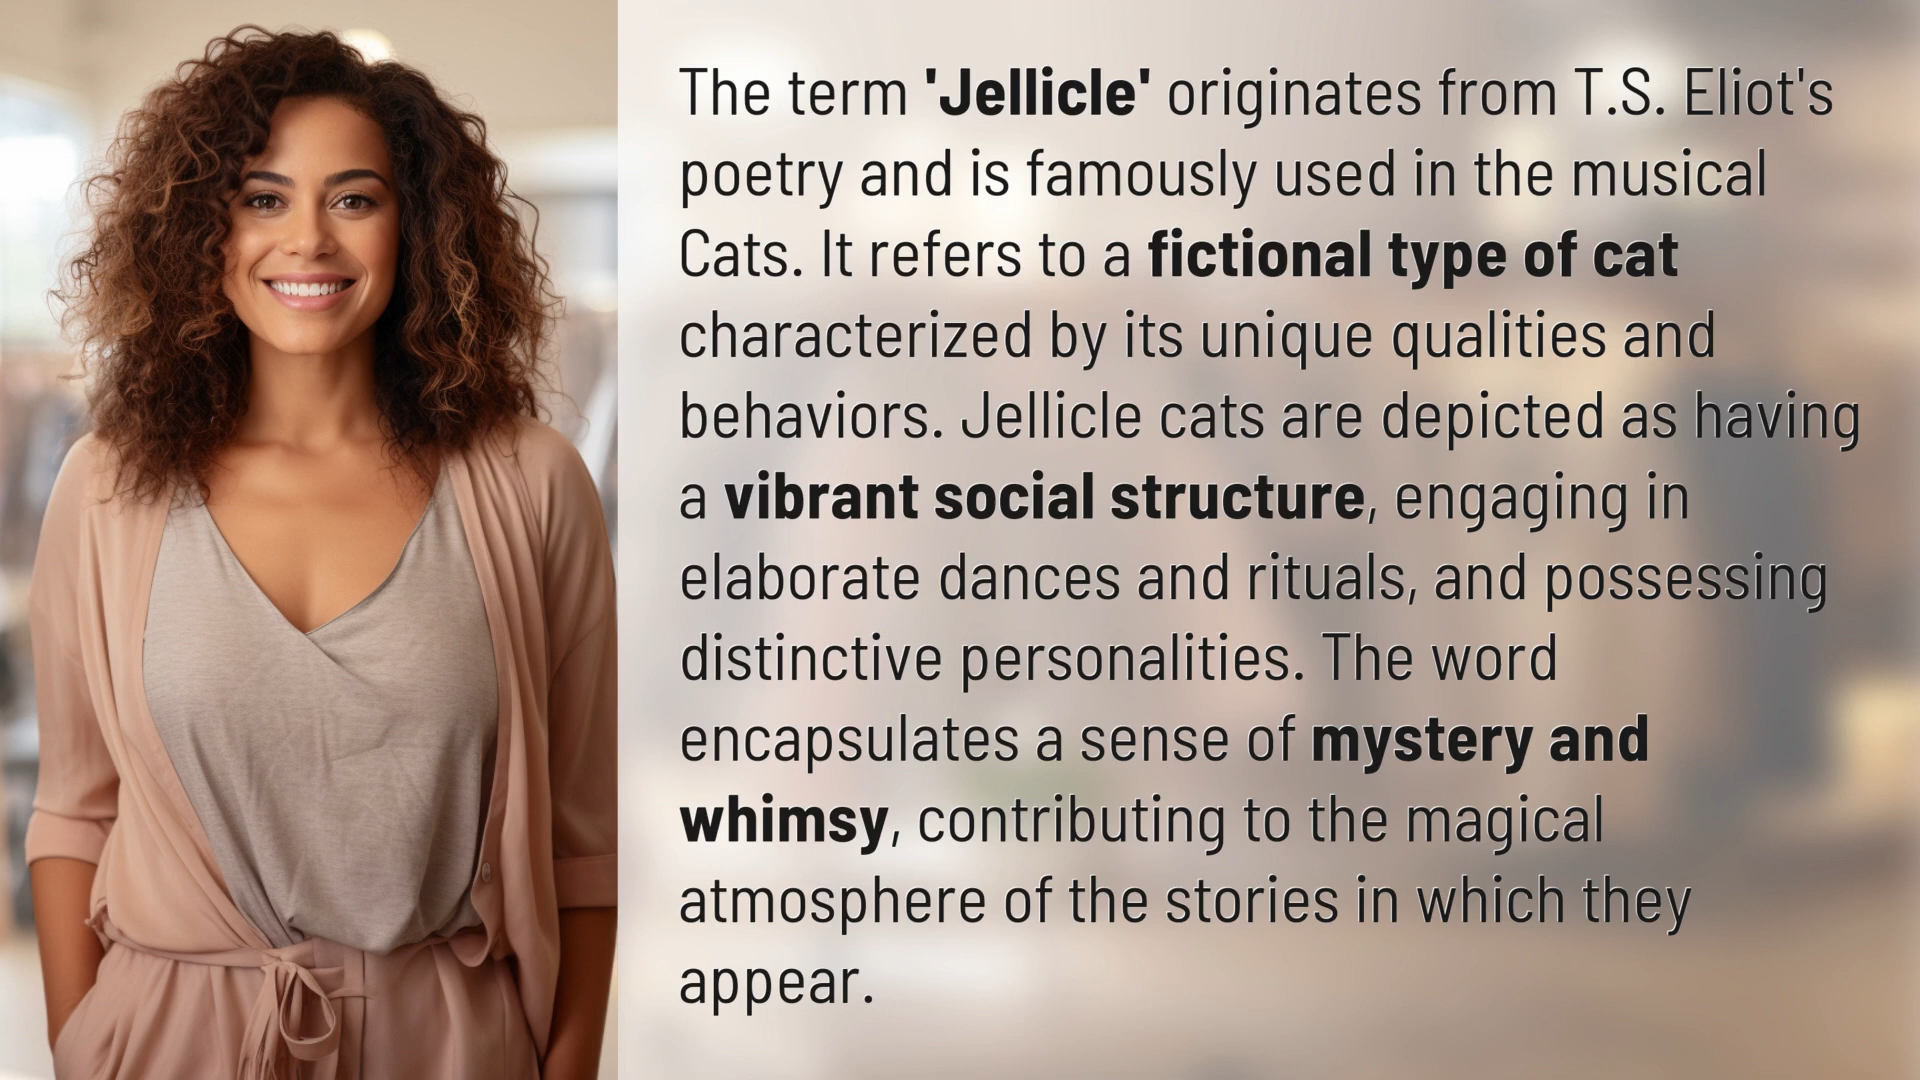 The term 'Jellicle' originates from T.S. Eliot's
poetry and is famously used in the musical
Cats. It refers to a fictional type of cat
characterized by its unique qualities and
behaviors. Jellicle cats are depicted as having
a vibrant social structure, engaging in
elaborate dances and rituals, and possessing
distinctive personalities. The word
encapsulates a sense of mystery and
whimsy, contributing to the magical
atmosphere of the stories in which they
appear.